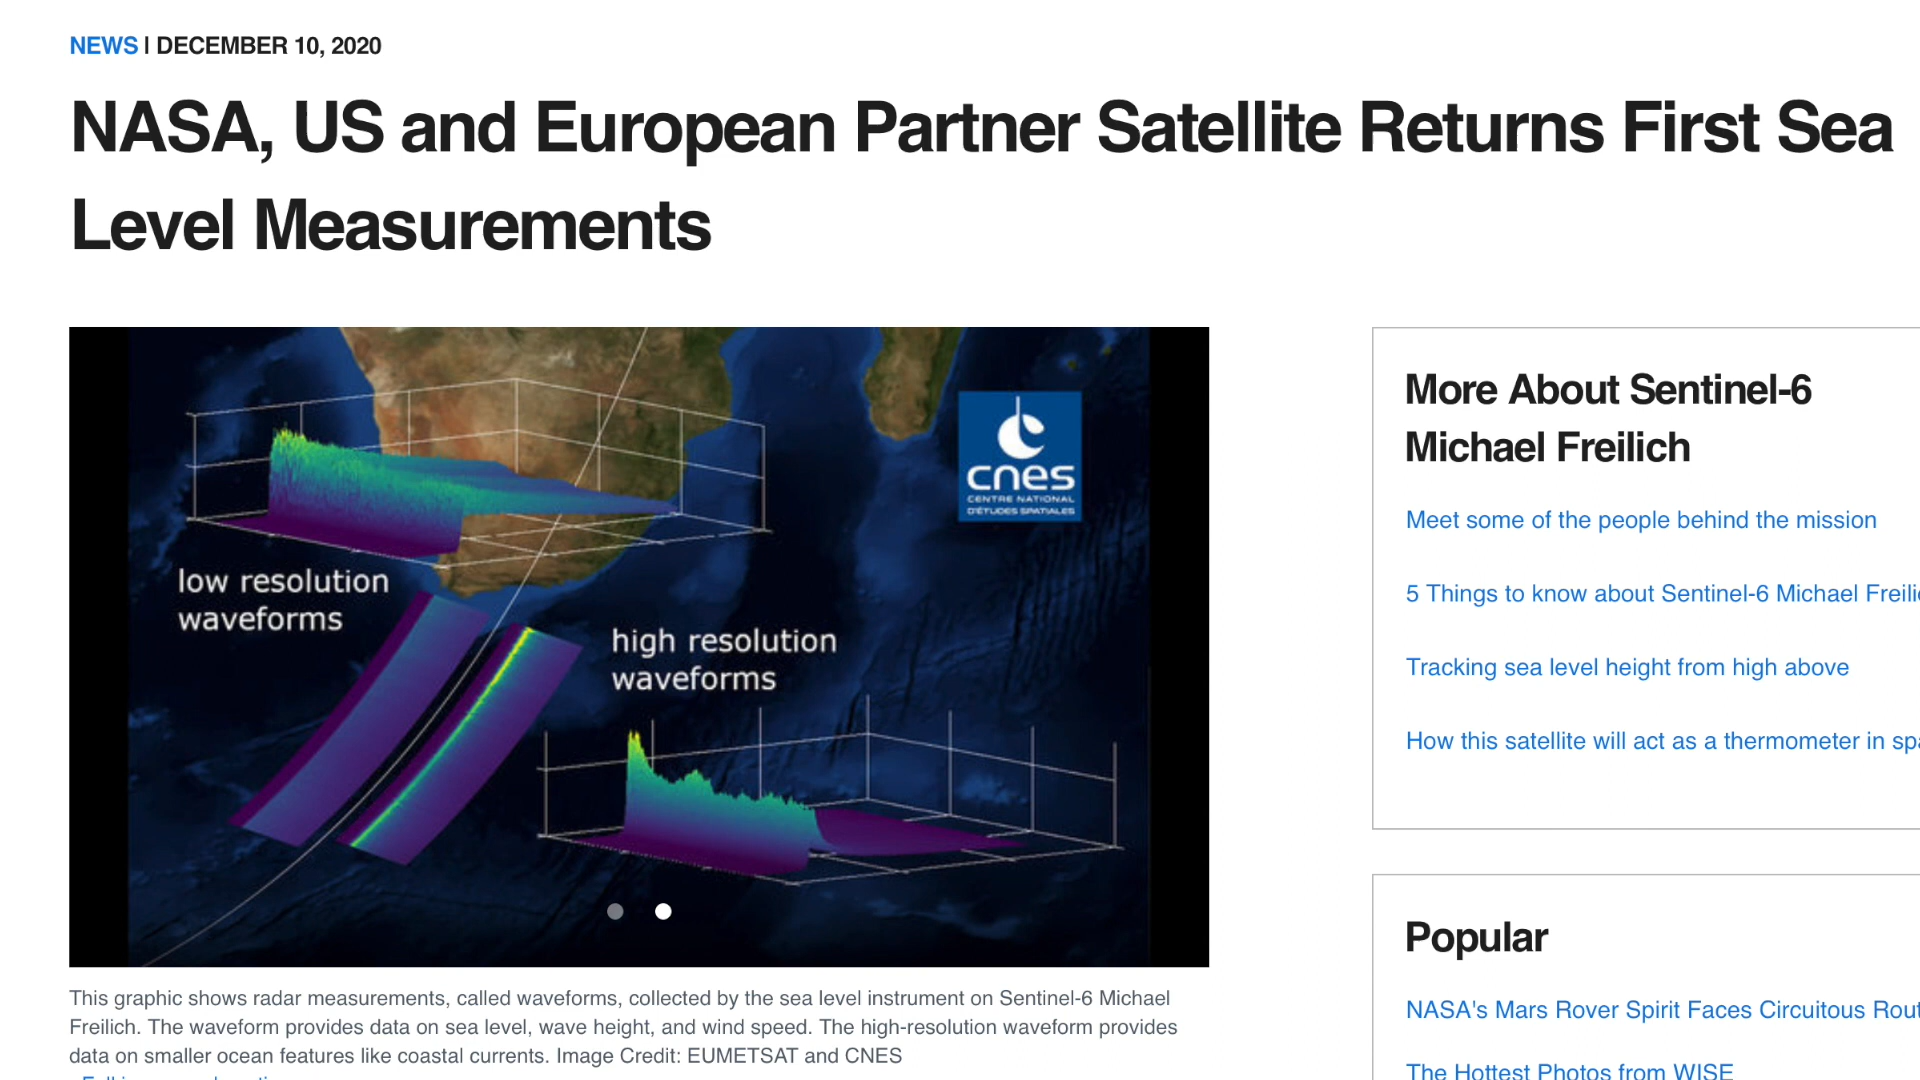 NEWS | DECEMBER 10, 2020
NASA, US and European Partner Satellite Returns First Sea
Level Measurements
cnes
CENTRE NATIONAL
D'ÉTUDES SPATIALES
low resolution
waveforms
high resolution
waveforms
This graphic shows radar measurements, called waveforms, collected by the sea level instrument on Sentinel-6 Michael
Freilich. The waveform provides data on sea level, wave height, and wind speed. The high-resolution waveform provides
data on smaller ocean features like coastal currents. Image Credit: EUMETSAT and CNES
More About Sentinel-6
Michael Freilich
Meet some of the people behind the mission
5 Things to know about Sentinel-6 Michael
Tracking sea level height from high above
How this satellite will act as a thermometer in
Popular
NASA's Mars Rover Spirit Faces Circuitous
The Hottest Photos from WISE